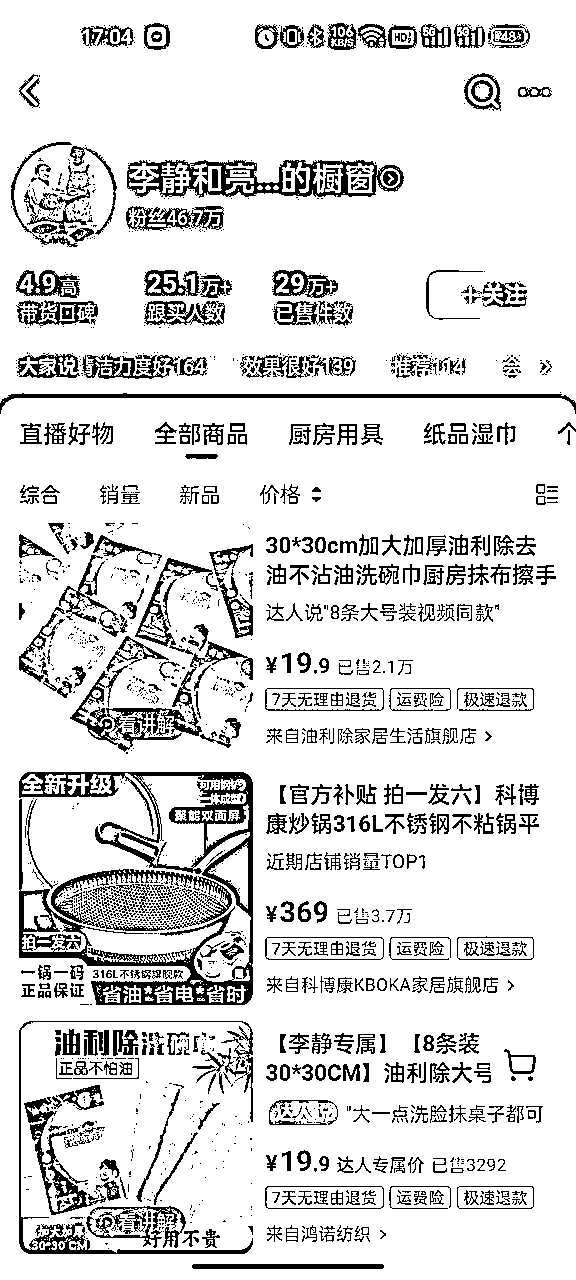 17:04
李静和亮...的橱窗
粉丝46.7万
4.9高 25.1万+ 29万+
带货口碑 跟买人数 已售件数
+关注
大家说 洁力度好164 效果很好139 推荐114 会
直播好物 全部商品 厨房用具 纸品湿巾 个
综合 销量 新品 价格
30*30cm加大加厚油利除去
油不沾油洗碗巾厨房抹布擦手
达人说"8条大号装视频同款"
¥19.9 已售2.1万
7天无理由退货 运费险 极速退款
来自油利除家居生活旗舰店
看讲解
全新升级
聚能双面屏
拍一发六
一锅一码
正品保证
316L不锈钢旗舰款
省油·省电·省时
【官方补贴 拍一发六】科博
康炒锅316L不锈钢不粘锅平
近期店铺销量TOP1
¥369 已售3.7万
7天无理由退货 运费险 极速退款
来自科博康KBOKA家居旗舰店
油利除洗碗巾
正品不怕油
看讲解
30*30 CM
好用不贵
【李静专属】【8条装
30*30CM】油利除大号
达人说 "大一点洗脸抹桌子都可
¥19.9 达人专属价 已售3292
7天无理由退货 运费险 极速退款
来自鸿诺纺织